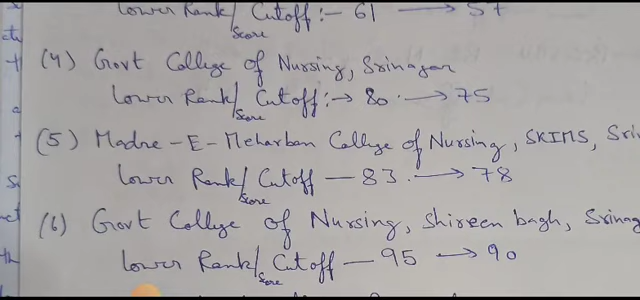 Lower Rank/ Cutoff :- 61 → 57
Score
(4) Govt College of Nursing, Srinagar
Lower Rank/ Cutoff :→ 80. → 75
Score
(5) Madre-E-Meharban College of Nursing, SKIMS, Sri
Lower Rank/ Cutoff — 83. → 78
Score
(6) Govt College of Nursing, Shireen bagh, Srinag
Lower Rank/ Cutoff — 95 → 90
Score